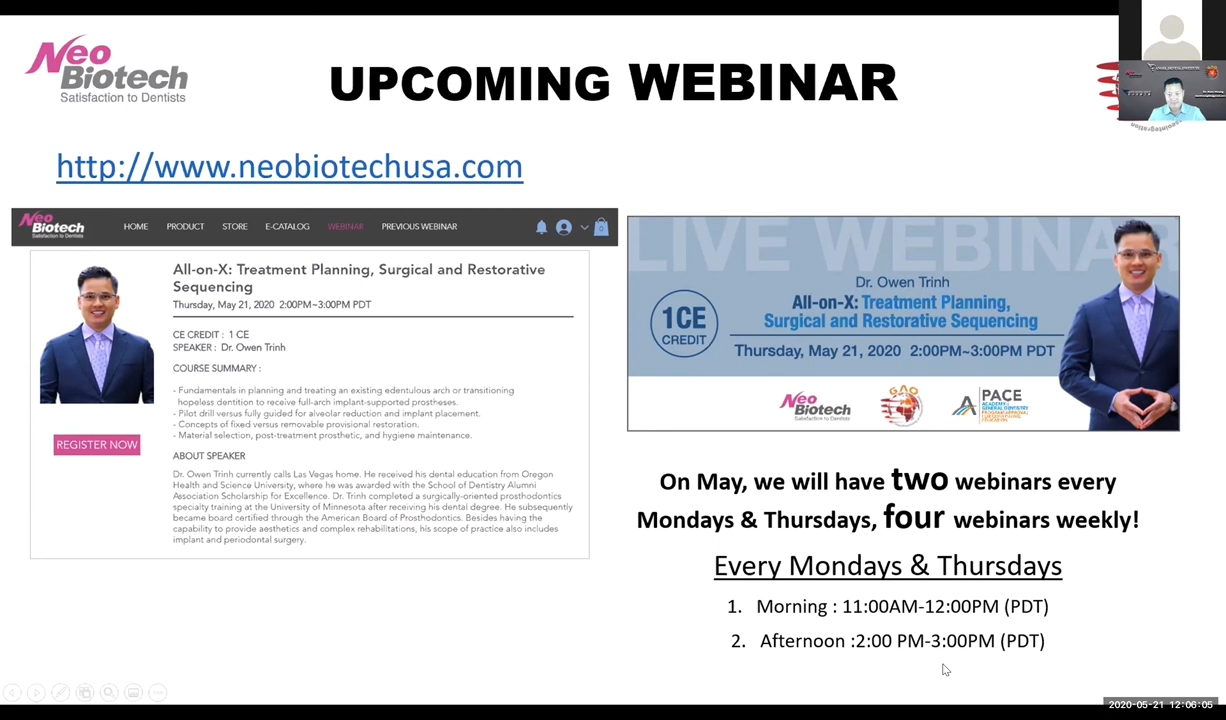 Neo
Biotech
Satisfaction to Dentists
UPCOMING WEBINAR
http://www.neobiotechusa.com
Neo
Biotech
Satisfaction to Dentists
HOME PRODUCT STORE E-CATALOG WEBINAR PREVIOUS WEBINAR
All-on-X: Treatment Planning, Surgical and Restorative
Sequencing
Thursday, May 21, 2020 2:00PM~3:00PM PDT
CE CREDIT : 1 CE
SPEAKER : Dr. Owen Trinh
COURSE SUMMARY :
- Fundamentals in planning and treating an existing edentulous arch or transitioning
hopeless dentition to receive full-arch implant-supported prostheses.
- Pilot drill versus fully guided for alveolar reduction and implant placement.
- Concepts of fixed versus removable provisional restoration.
- Material selection, post-treatment prosthetic, and hygiene maintenance.
REGISTER NOW
ABOUT SPEAKER
Dr. Owen Trinh currently calls Las Vegas home. He received his dental education from Oregon
Health and Science University, where he was awarded with the School of Dentistry Alumni
Association Scholarship for Excellence. Dr. Trinh completed a surgically-oriented prosthodontics
specialty training at the University of Minnesota after receiving his dental degree. He subsequently
became board certified through the American Board of Prosthodontics. Besides having the
capability to provide aesthetics and complex rehabilitations, his scope of practice also includes
implant and periodontal surgery.
LIVE WEBINAR
Dr. Owen Trinh
All-on-X: Treatment Planning,
Surgical and Restorative Sequencing
1CE
CREDIT
Thursday, May 21, 2020 2:00PM~3:00PM PDT
Neo
Biotech
Satisfaction to Dentists
PACE
On May, we will have two webinars every
Mondays & Thursdays, four webinars weekly!
Every Mondays & Thursdays
1. Morning : 11:00AM-12:00PM (PDT)
2. Afternoon :2:00 PM-3:00PM (PDT)
2020-05-21 12:06:05